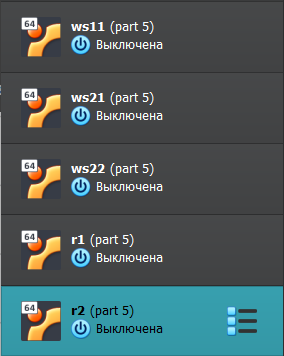 64
ws11 (part 5)
Выключена
64
ws21 (part 5)
Выключена
64
ws22 (part 5)
Выключена
64
r1 (part 5)
Выключена
64
r2 (part 5)
Выключена